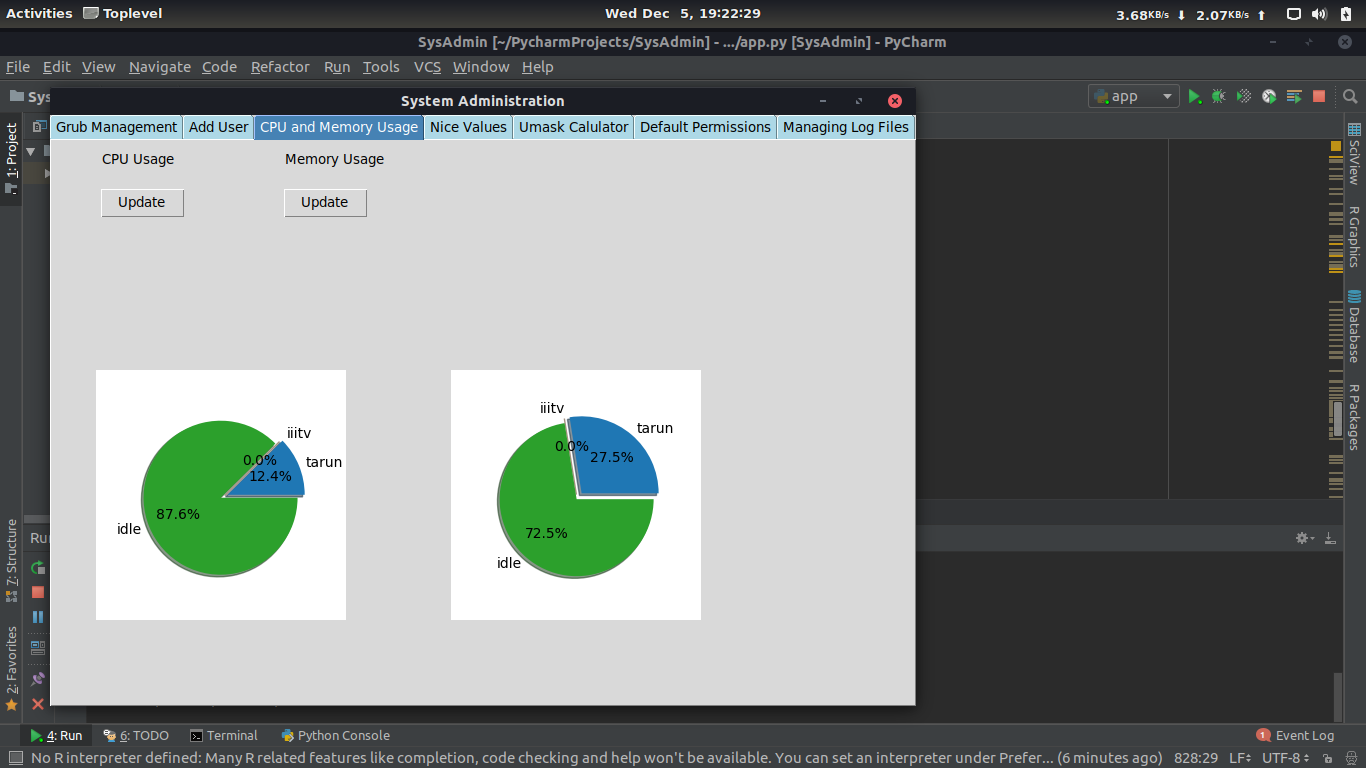 Activities Toplevel Wed Dec 5, 19:22:29 3.68KB/s ⬇ 2.07KB/s ⬆
SysAdmin [~/PycharmProjects/SysAdmin] - .../app.py [SysAdmin] - PyCharm
File Edit View Navigate Code Refactor Run Tools VCS Window Help
Sys
app
System Administration
Grub Management Add User CPU and Memory Usage Nice Values Umask Calulator Default Permissions Managing Log Files
CPU Usage Memory Usage
Update Update
iiitv
tarun
0.0%
12.4%
87.6%
idle
iiitv
tarun
0.0%
27.5%
72.5%
idle
1: Project
7: Structure
2: Favorites
SciView
R Graphics
Database
R Packages
Ru
4: Run 6: TODO Terminal Python Console 1 Event Log
No R interpreter defined: Many R related features like completion, code checking and help won't be available. You can set an interpreter under Prefer... (6 minutes ago) 828:29 LF UTF-8